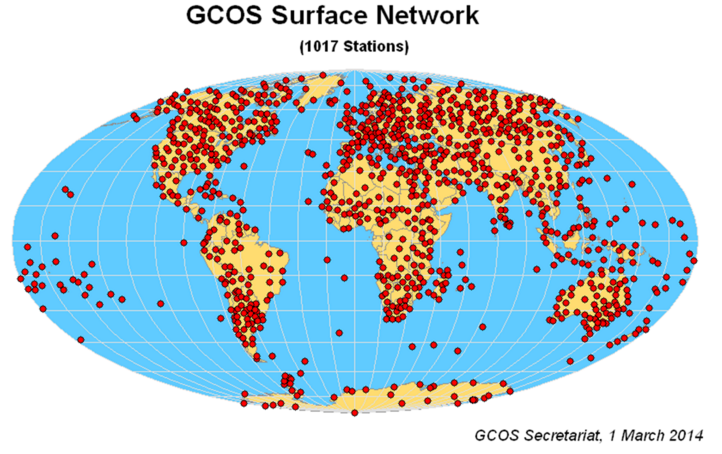 GCOS Surface Network
(1017 Stations)
GCOS Secretariat, 1 March 2014